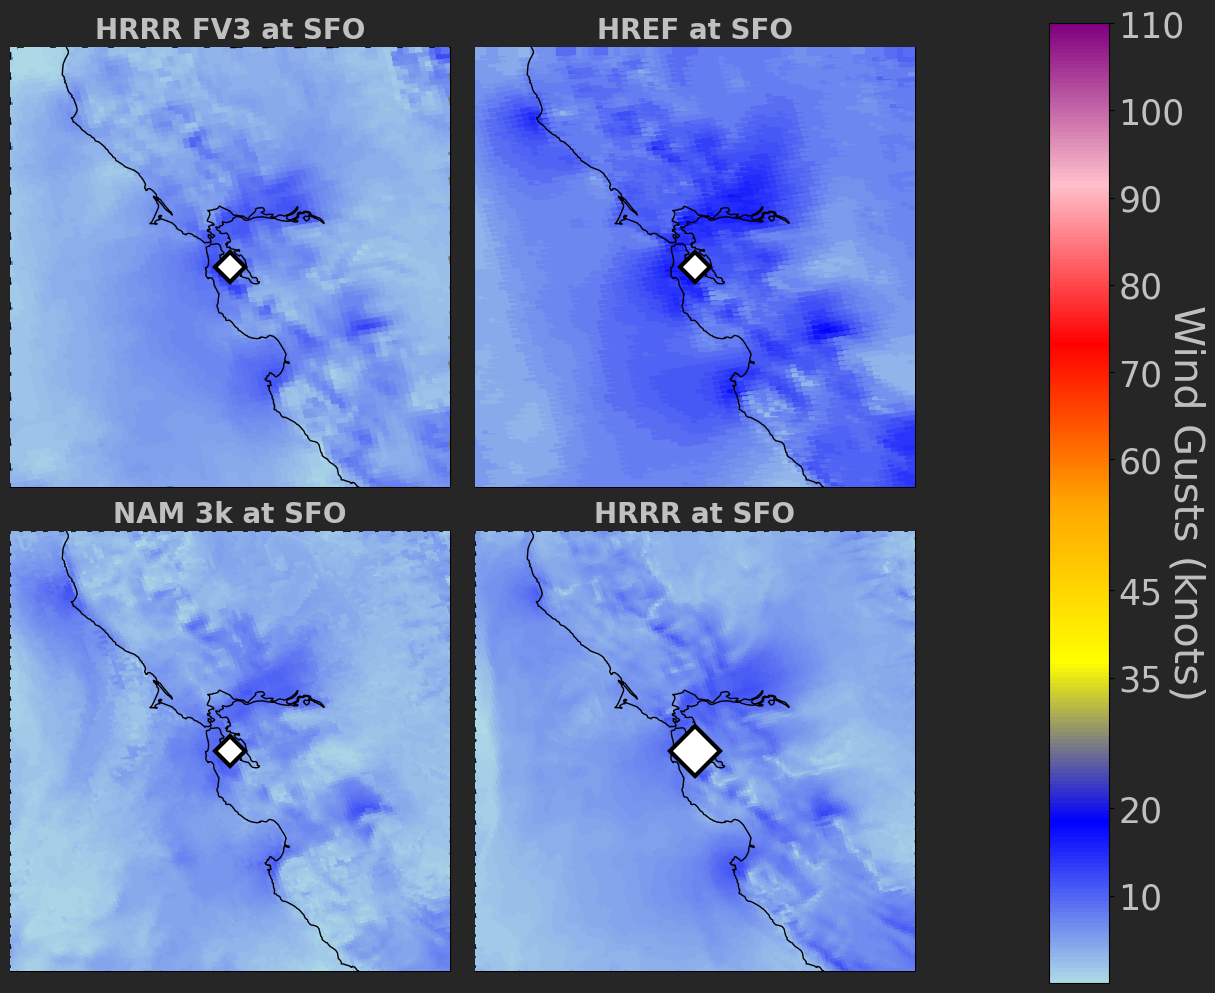 HRRR FV3 at SFO
HREF at SFO
NAM 3k at SFO
HRRR at SFO
110
100
90
80
70
60
45
35
20
10
Wind Gusts (knots)